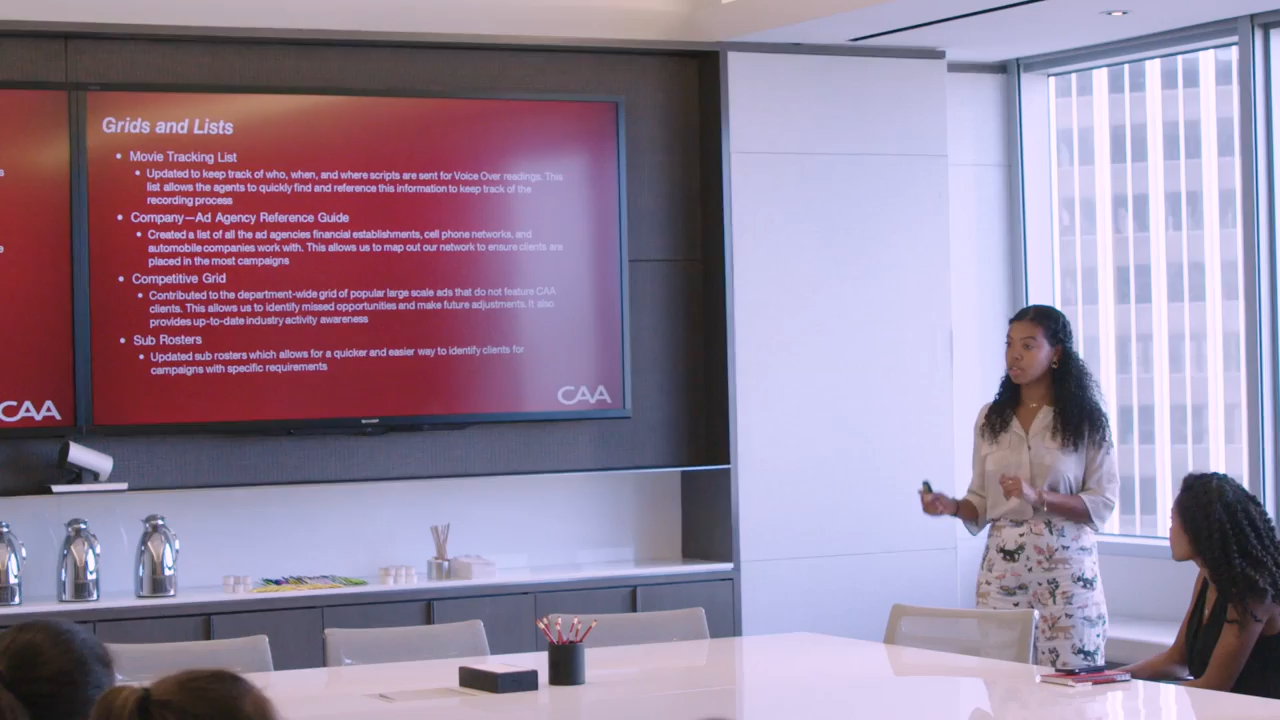 Grids and Lists
• Movie Tracking List
• Updated to keep track of who, when, and where scripts are sent for Voice Over readings. This
list allows the agents to quickly find and reference this information to keep track of the
recording process
• Company—Ad Agency Reference Guide
• Created a list of all the ad agencies financial establishments, cell phone networks, and
automobile companies work with. This allows us to map out our network to ensure clients are
placed in the most campaigns
• Competitive Grid
• Contributed to the department-wide grid of popular large scale ads that do not feature CAA
clients. This allows us to identify missed opportunities and make future adjustments. It also
provides up-to-date industry activity awareness
• Sub Rosters
• Updated sub rosters which allows for a quicker and easier way to identify clients for
campaigns with specific requirements
CAA
CAA